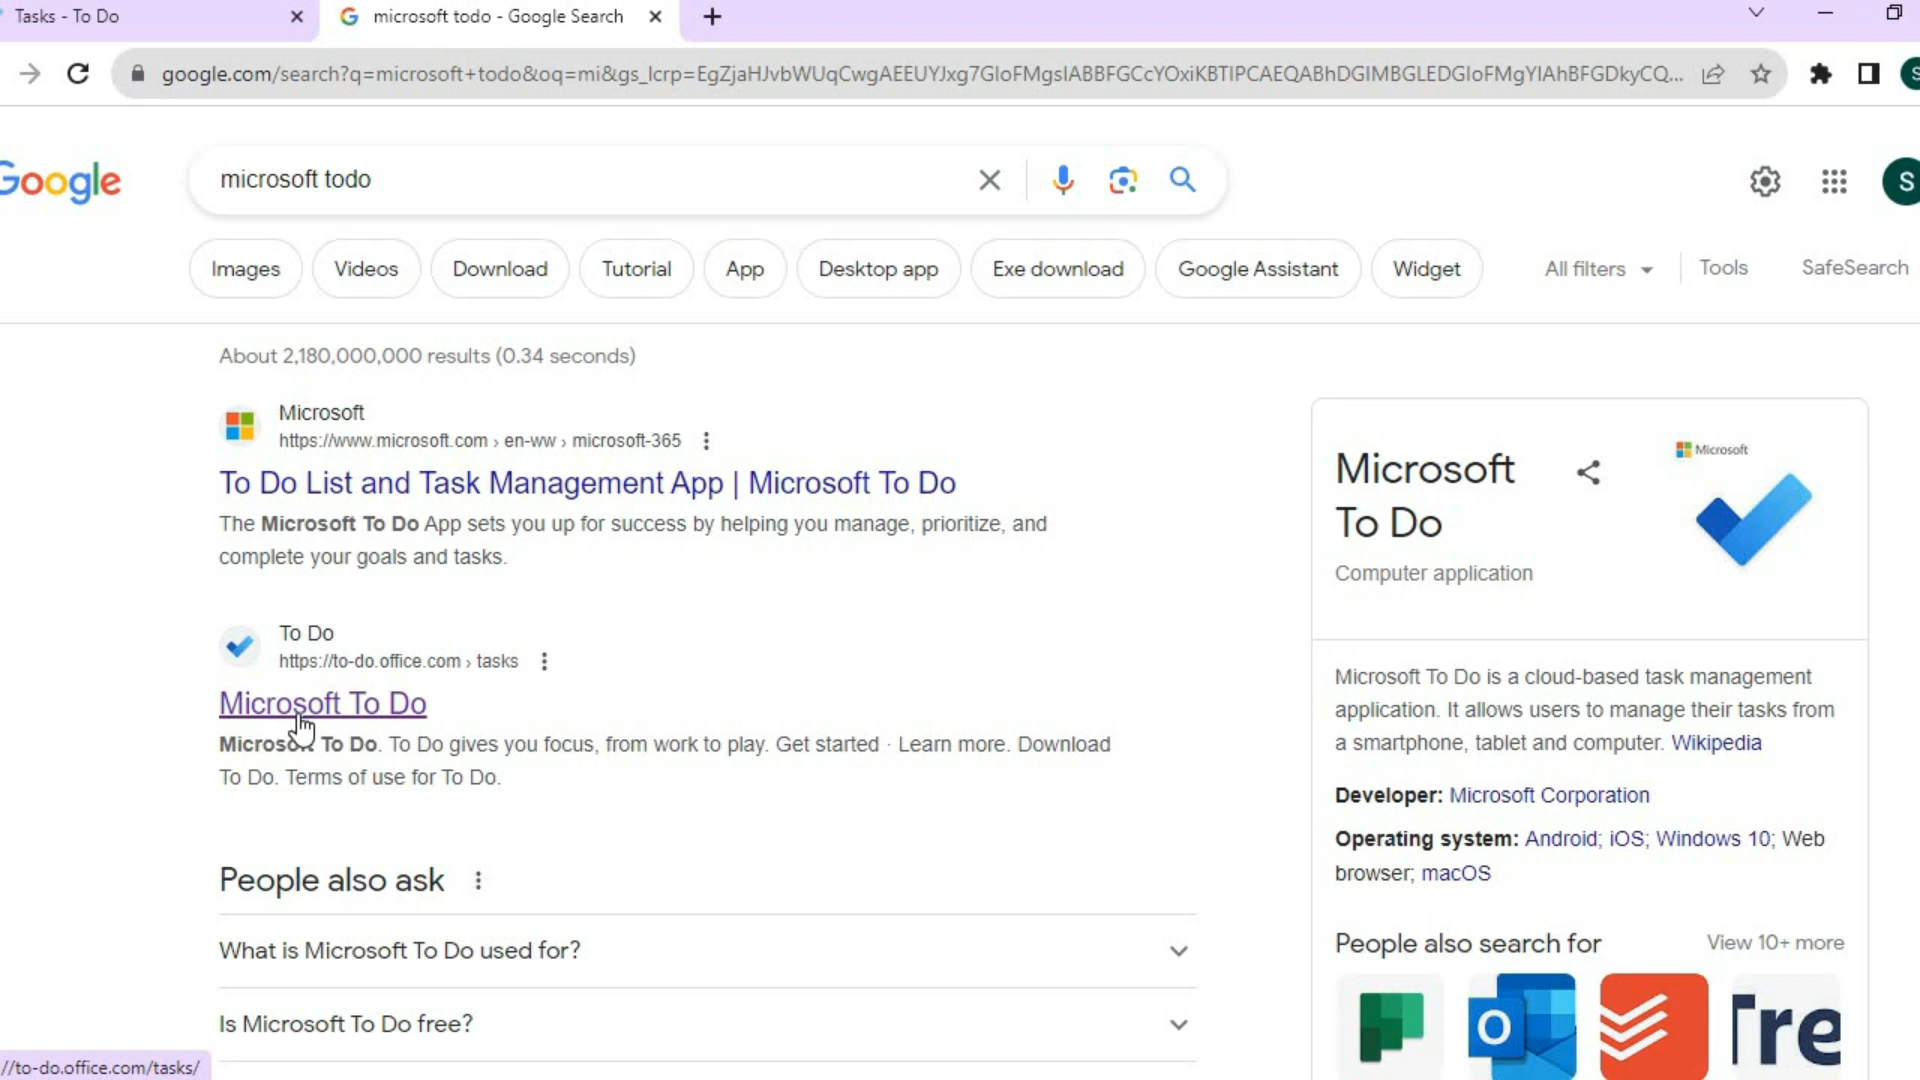 Tasks - To Do
microsoft todo - Google Search
google.com/search?q=microsoft+todo&oq=mi&gs_lcrp=EgZjaHJvbWUqCwgAEEUYJxg7GIoFMgsIABBFGCcYOxiKBTIPCAEQABhDGIMBGLEDGIoFMgYIAhBFGDkyCQ...
S
Google
microsoft todo
S
Images
Videos
Download
Tutorial
App
Desktop app
Exe download
Google Assistant
Widget
All filters
Tools
SafeSearch
About 2,180,000,000 results (0.34 seconds)
Microsoft
https://www.microsoft.com › en-ww › microsoft-365
To Do List and Task Management App | Microsoft To Do
The Microsoft To Do App sets you up for success by helping you manage, prioritize, and
complete your goals and tasks.
To Do
https://to-do.office.com › tasks
Microsoft To Do
Microsoft To Do. To Do gives you focus, from work to play. Get started · Learn more. Download
To Do. Terms of use for To Do.
People also ask
What is Microsoft To Do used for?
Is Microsoft To Do free?
//to-do.office.com/tasks/
Microsoft
To Do
Microsoft
Computer application
Microsoft To Do is a cloud-based task management
application. It allows users to manage their tasks from
a smartphone, tablet and computer. Wikipedia
Developer: Microsoft Corporation
Operating system: Android; iOS; Windows 10; Web
browser; macOS
People also search for
View 10+ more
O
Tre